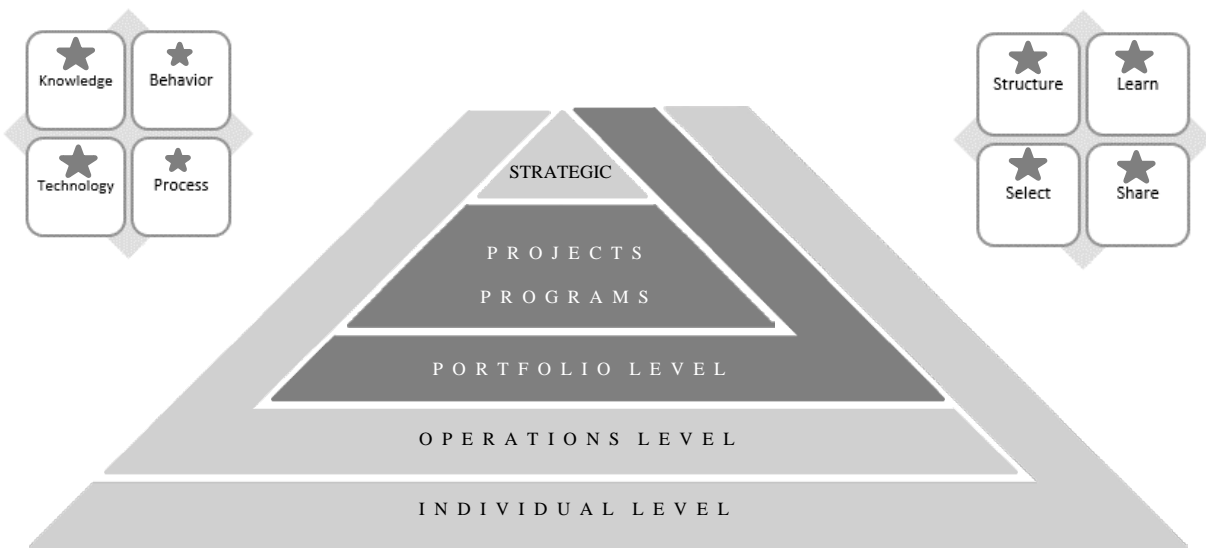 Knowledge
Behavior
Technology
Process
Structure
Learn
Select
Share
STRATEGIC
PROJECTS
PROGRAMS
PORTFOLIO LEVEL
OPERATIONS LEVEL
INDIVIDUAL LEVEL